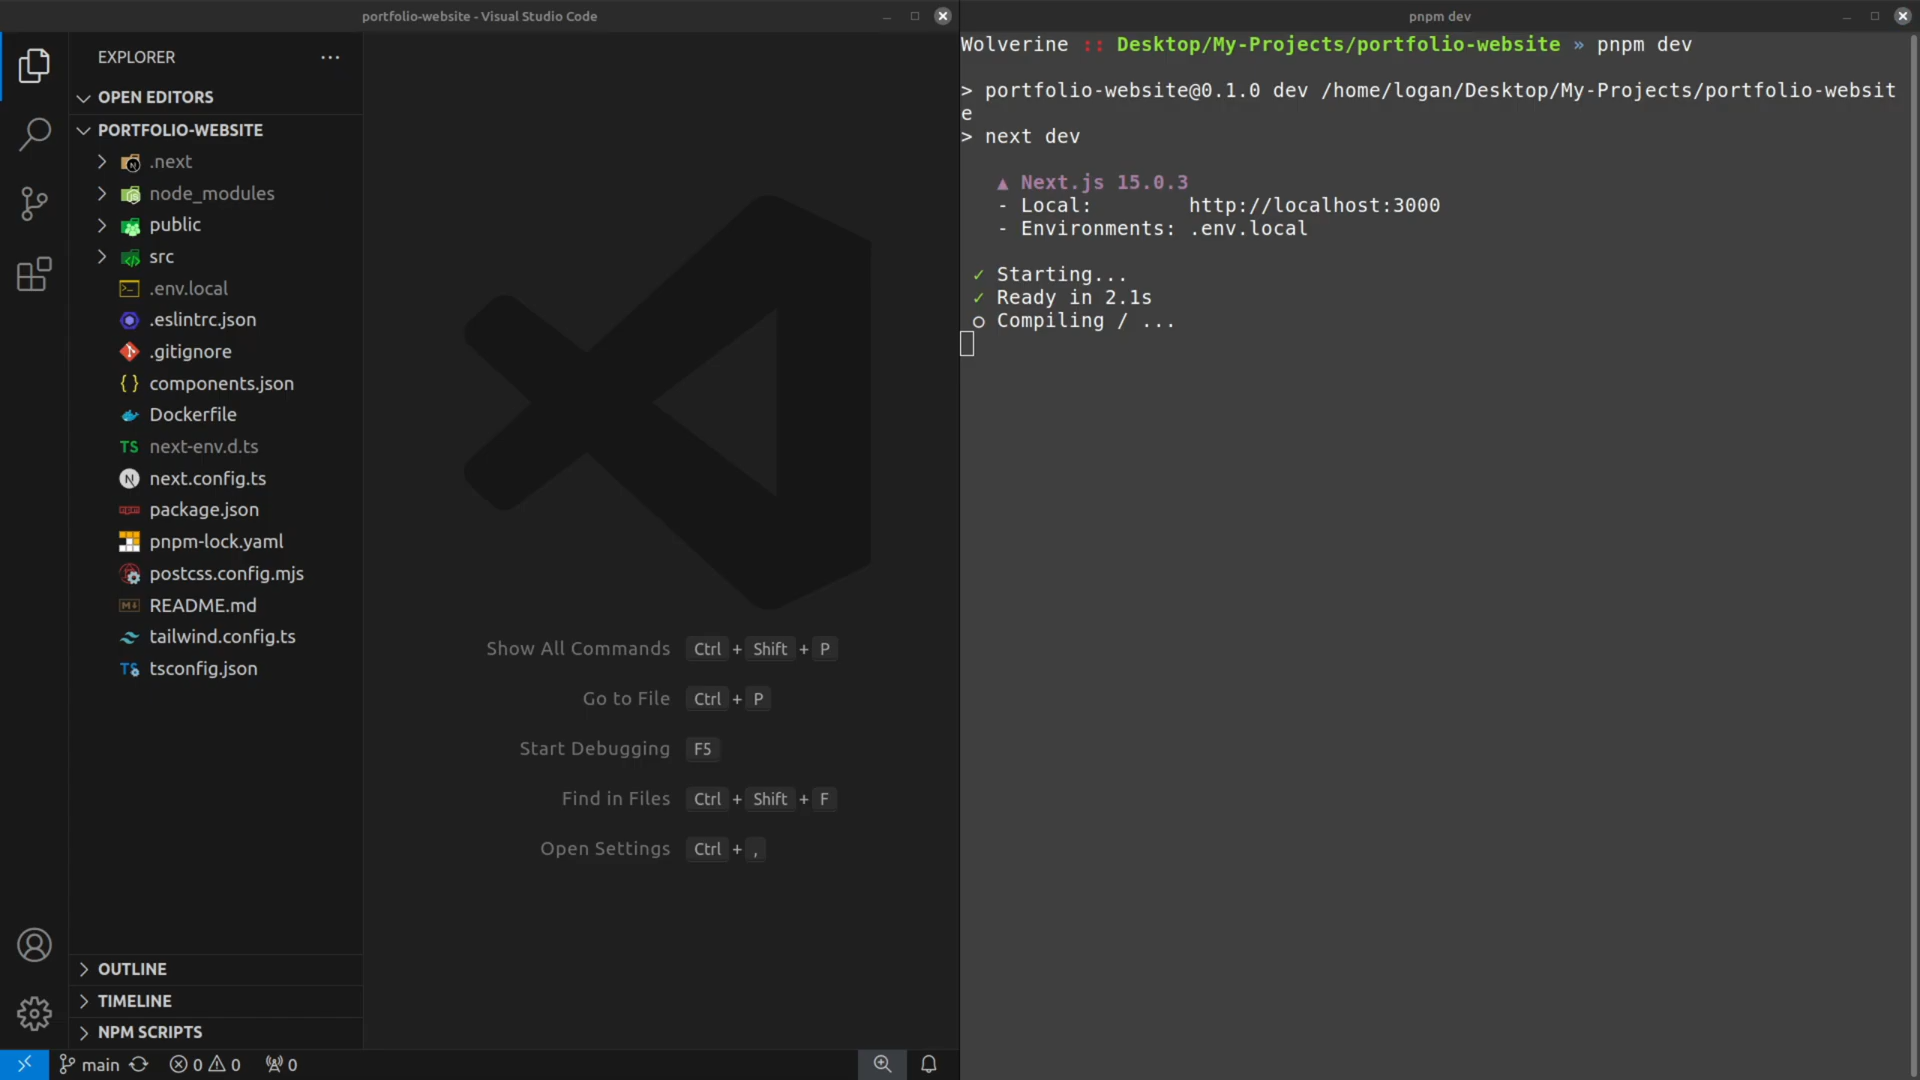 portfolio-website - Visual Studio Code
EXPLORER
OPEN EDITORS
PORTFOLIO-WEBSITE
.next
node_modules
public
src
.env.local
.eslintrc.json
.gitignore
components.json
Dockerfile
TS next-env.d.ts
N next.config.ts
package.json
pnpm-lock.yaml
postcss.config.mjs
README.md
tailwind.config.ts
TS tsconfig.json
OUTLINE
TIMELINE
NPM SCRIPTS
main 0 0 0
Show All Commands Ctrl + Shift + P
Go to File Ctrl + P
Start Debugging F5
Find in Files Ctrl + Shift + F
Open Settings Ctrl + ,
pnpm dev
Wolverine :: Desktop/My-Projects/portfolio-website » pnpm dev
> portfolio-website@0.1.0 dev /home/logan/Desktop/My-Projects/portfolio-websit
e
> next dev
▲ Next.js 15.0.3
- Local: http://localhost:3000
- Environments: .env.local
✓ Starting...
✓ Ready in 2.1s
○ Compiling / ...